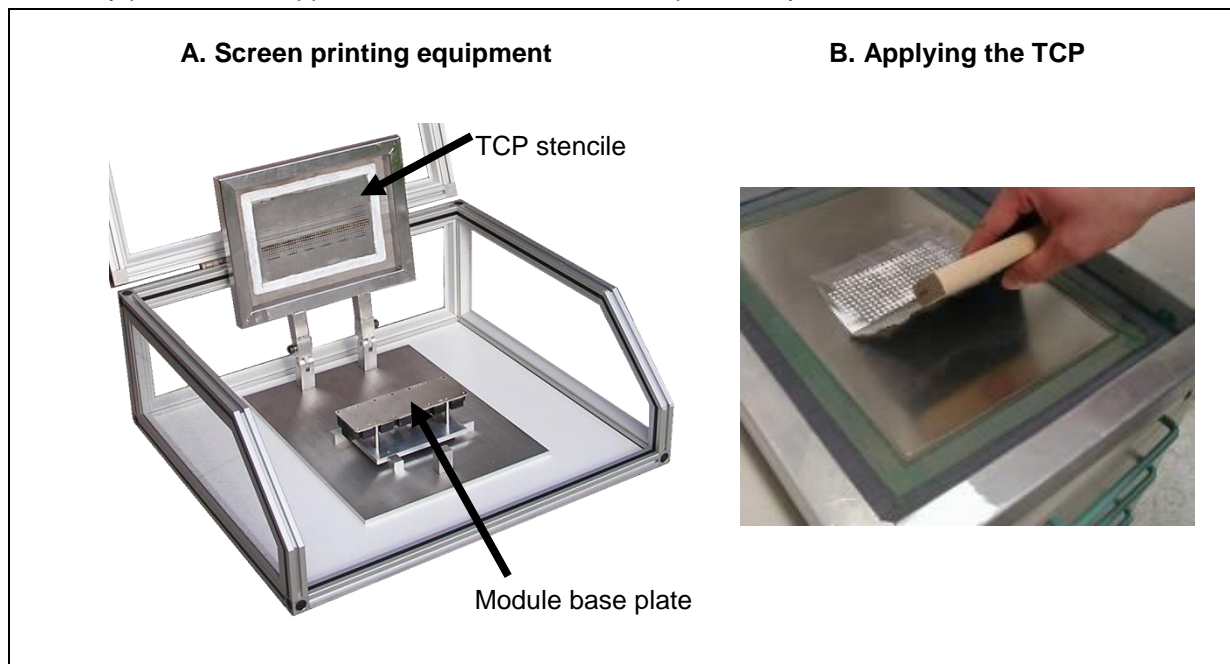 A. Screen printing equipment
B. Applying the TCP
TCP stencile
Module base plate